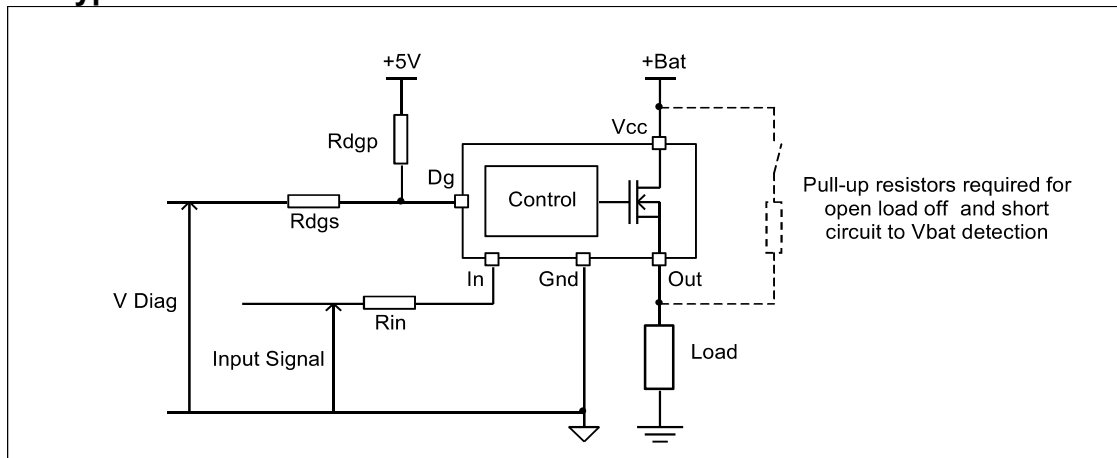 +5V
+Bat
Rdgp
Vcc
Dg
Control
Rdgs
Pull-up resistors required for
open load off and short
circuit to Vbat detection
In
Gnd
Out
V Diag
Rin
Input Signal
Load